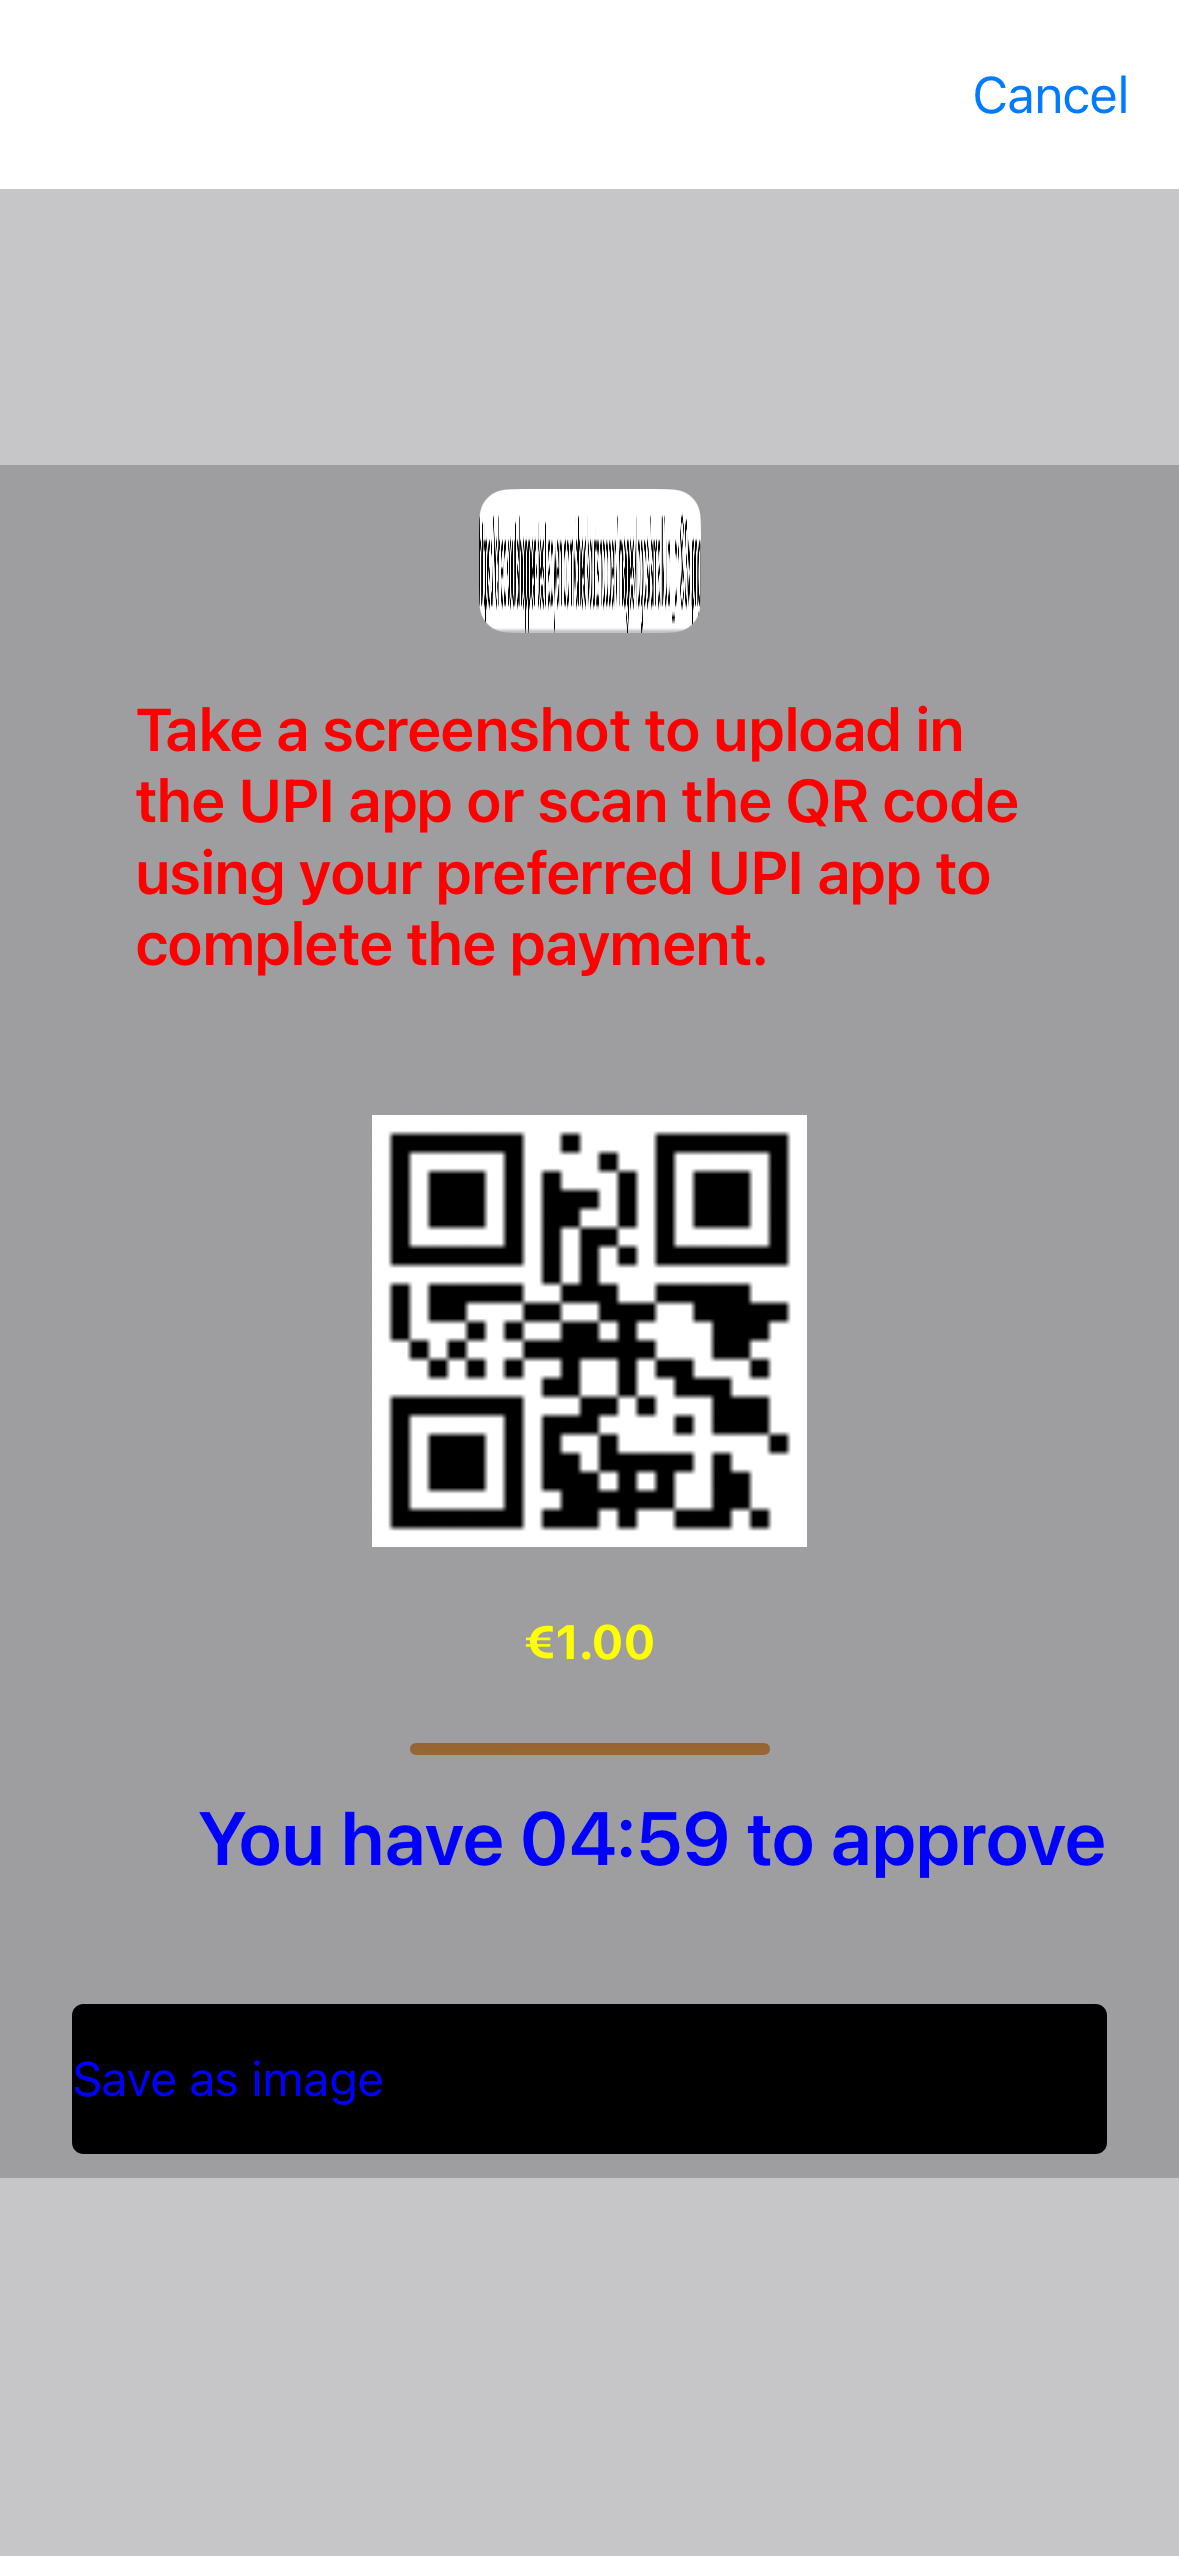 Cancel
Take a screenshot to upload in
the UPI app or scan the QR code
using your preferred UPI app to
complete the payment.
€1.00
You have 04:59 to approve
Save as image